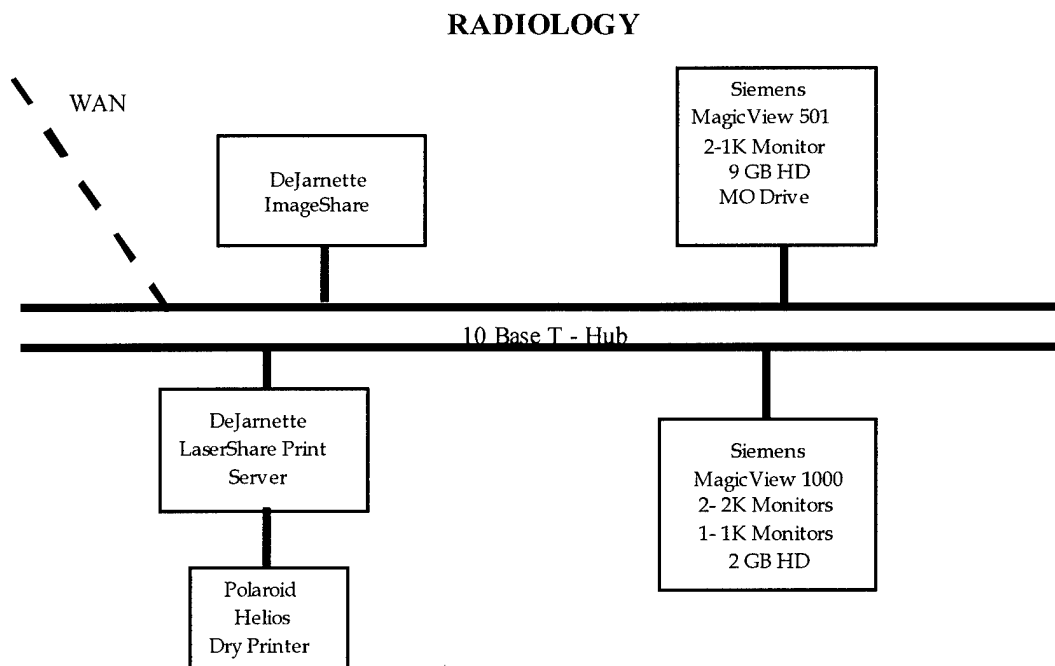 RADIOLOGY
WAN
DeJarnette
ImageShare
Siemens
MagicView 501
2-1K Monitor
9 GB HD
MO Drive
10 Base T - Hub
DeJarnette
LaserShare Print
Server
Siemens
MagicView 1000
2- 2K Monitors
1- 1K Monitors
2 GB HD
Polaroid
Helios
Dry Printer